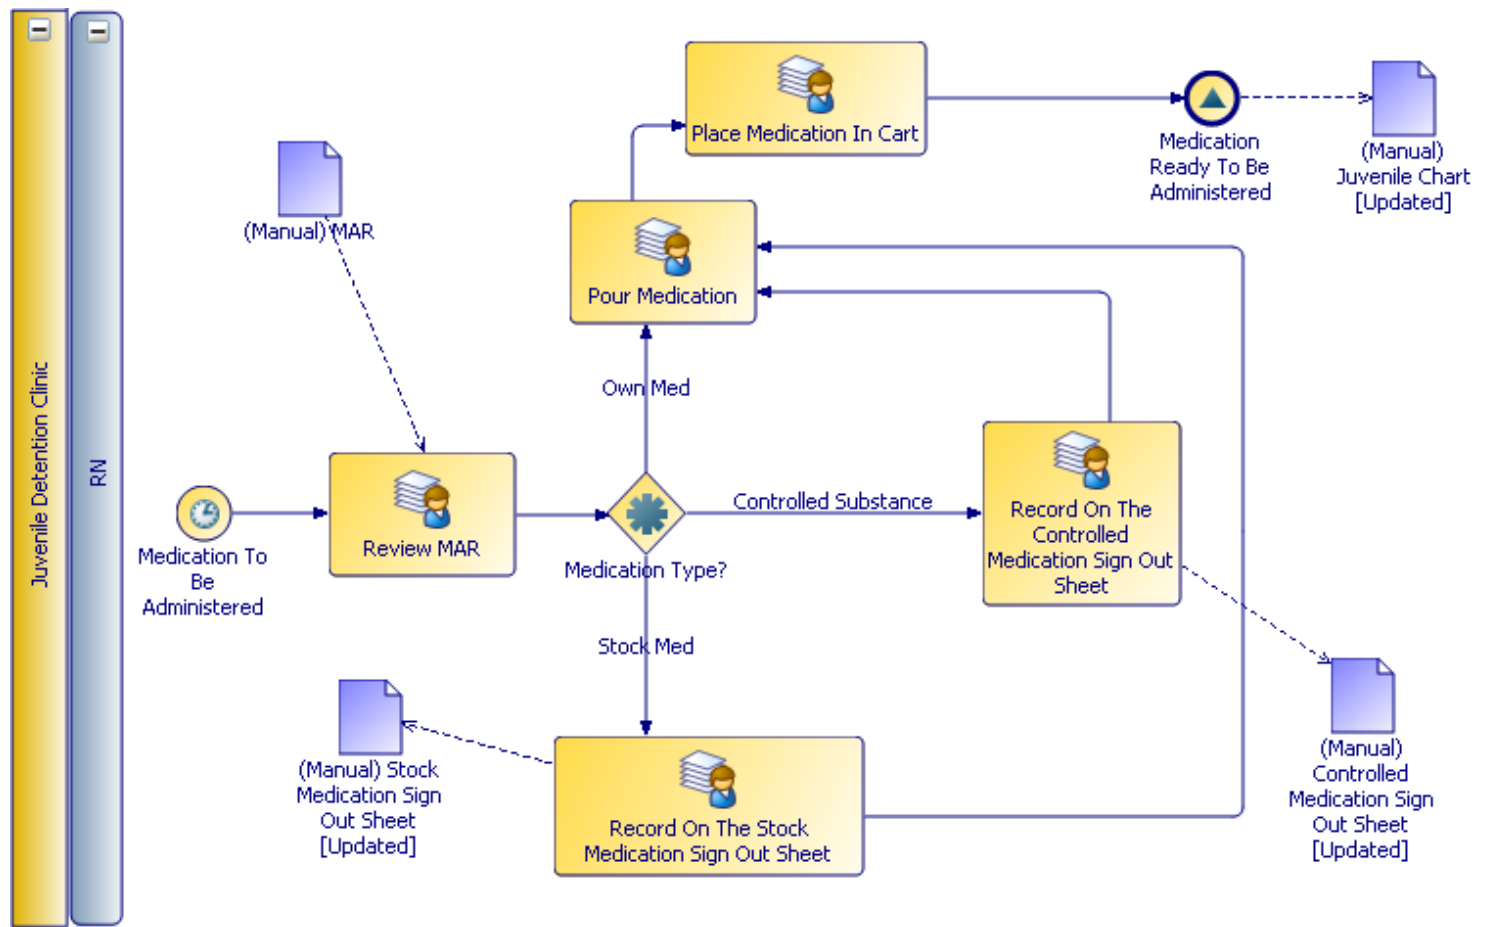 Juvenile Detention Clinic
RN
Place Medication In Cart
Medication
Ready To Be
Administered
(Manual)
Juvenile Chart
[Updated]
(Manual) MAR
Pour Medication
Own Med
Medication To
Be
Administered
Review MAR
Medication Type?
Controlled Substance
Record On The
Controlled
Medication Sign Out
Sheet
Stock Med
(Manual) Stock
Medication Sign
Out Sheet
[Updated]
Record On The Stock
Medication Sign Out Sheet
(Manual)
Controlled
Medication Sign
Out Sheet
[Updated]